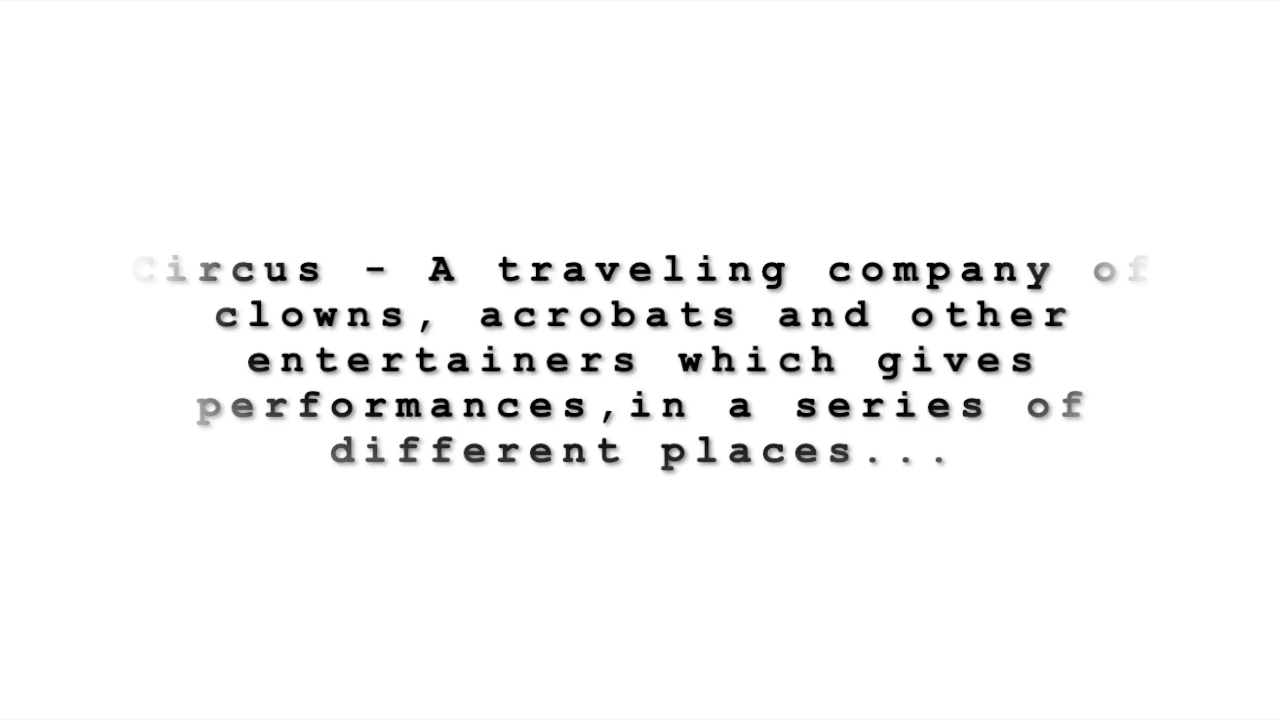 Circus - A traveling company of
clowns, acrobats and other
entertainers which gives
performances,in a series of
different places...